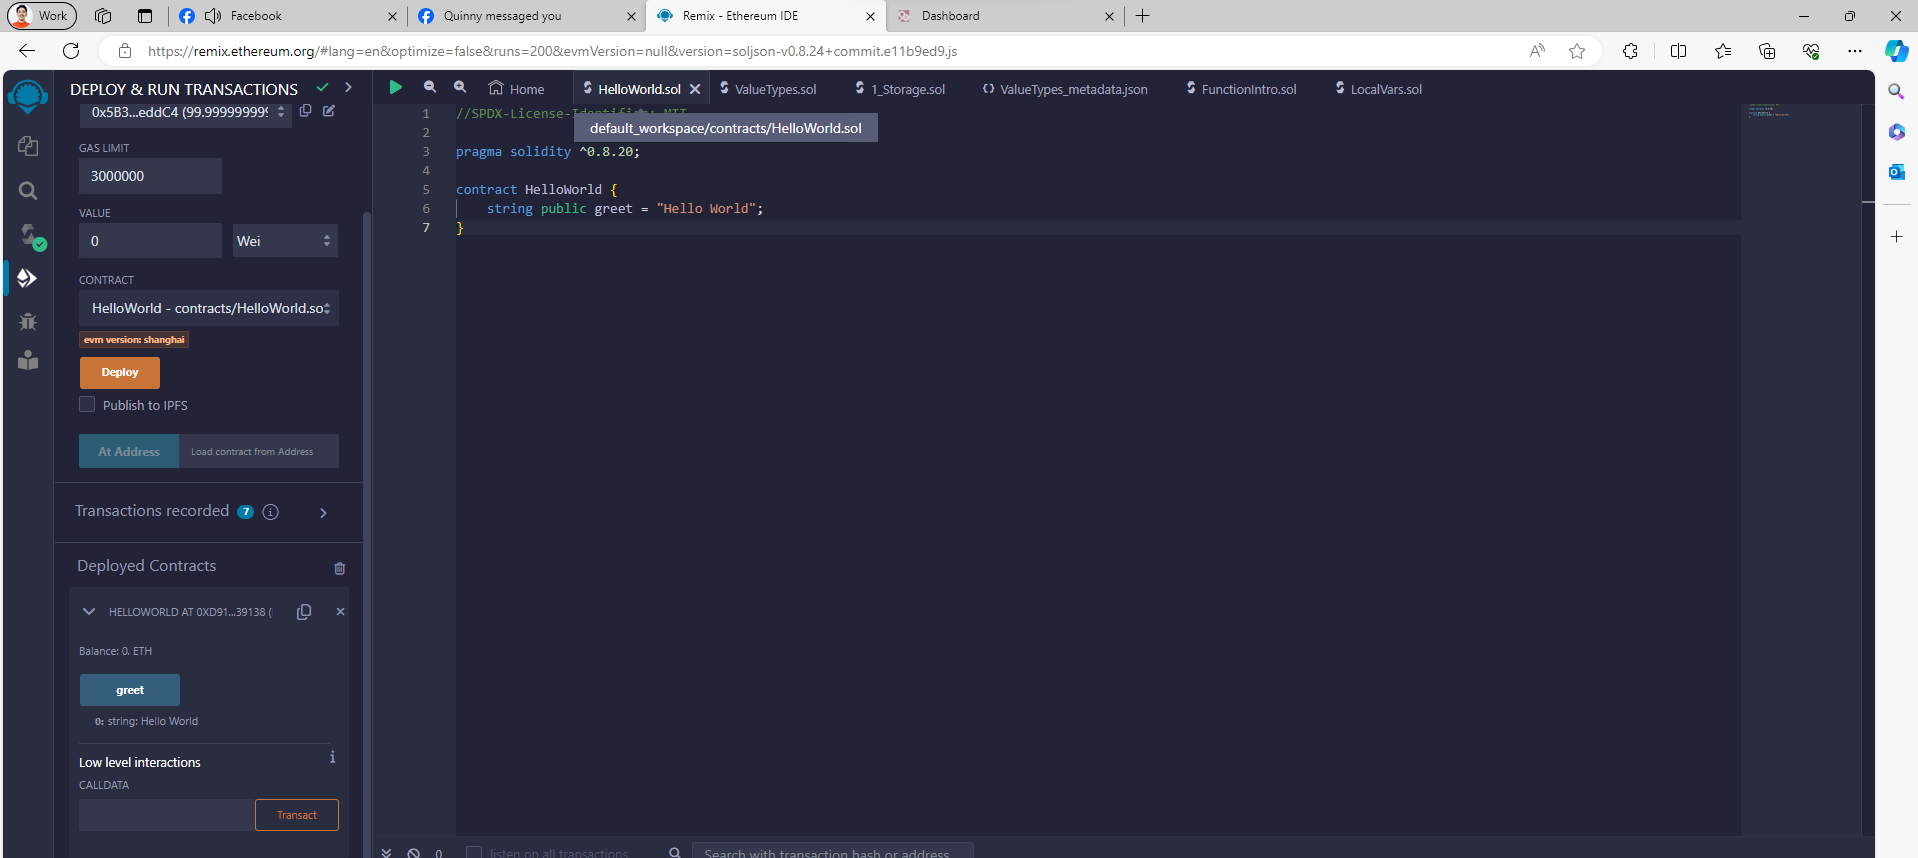 Work
Facebook
Quinny messaged you
Remix - Ethereum IDE
Dashboard
https://remix.ethereum.org/#lang=en&optimize=false&runs=200&evmVersion=null&version=soljson-v0.8.24+commit.e11b9ed9.js
DEPLOY & RUN TRANSACTIONS
0x5B3...eddC4 (99.999999999
GAS LIMIT
3000000
VALUE
0
Wei
CONTRACT
HelloWorld - contracts/HelloWorld.so
evm version: shanghai
Deploy
Publish to IPFS
At Address
Load contract from Address
Transactions recorded 7 i
Deployed Contracts
HELLOWORLD AT 0XD91...39138 (
Balance: 0. ETH
greet
0: string: Hello World
Low level interactions
CALLDATA
Transact
Home
HelloWorld.sol
ValueTypes.sol
1_Storage.sol
ValueTypes_metadata.json
FunctionIntro.sol
LocalVars.sol
1 //SPDX-License-Identifier: MIT
default_workspace/contracts/HelloWorld.sol
2
3 pragma solidity ^0.8.20;
4
5 contract HelloWorld {
6 string public greet = "Hello World";
7 }
0
listen on all transactions
Search with transaction hash or address